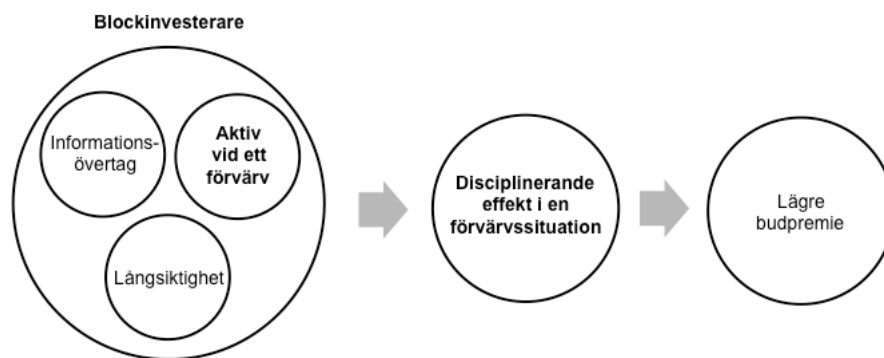 Blockinvesterare
Informations-
övertag
Aktiv
vid ett
förvärv
Långsiktighet
Disciplinerande
effekt i en
förvärvssituation
Lägre
budpremie